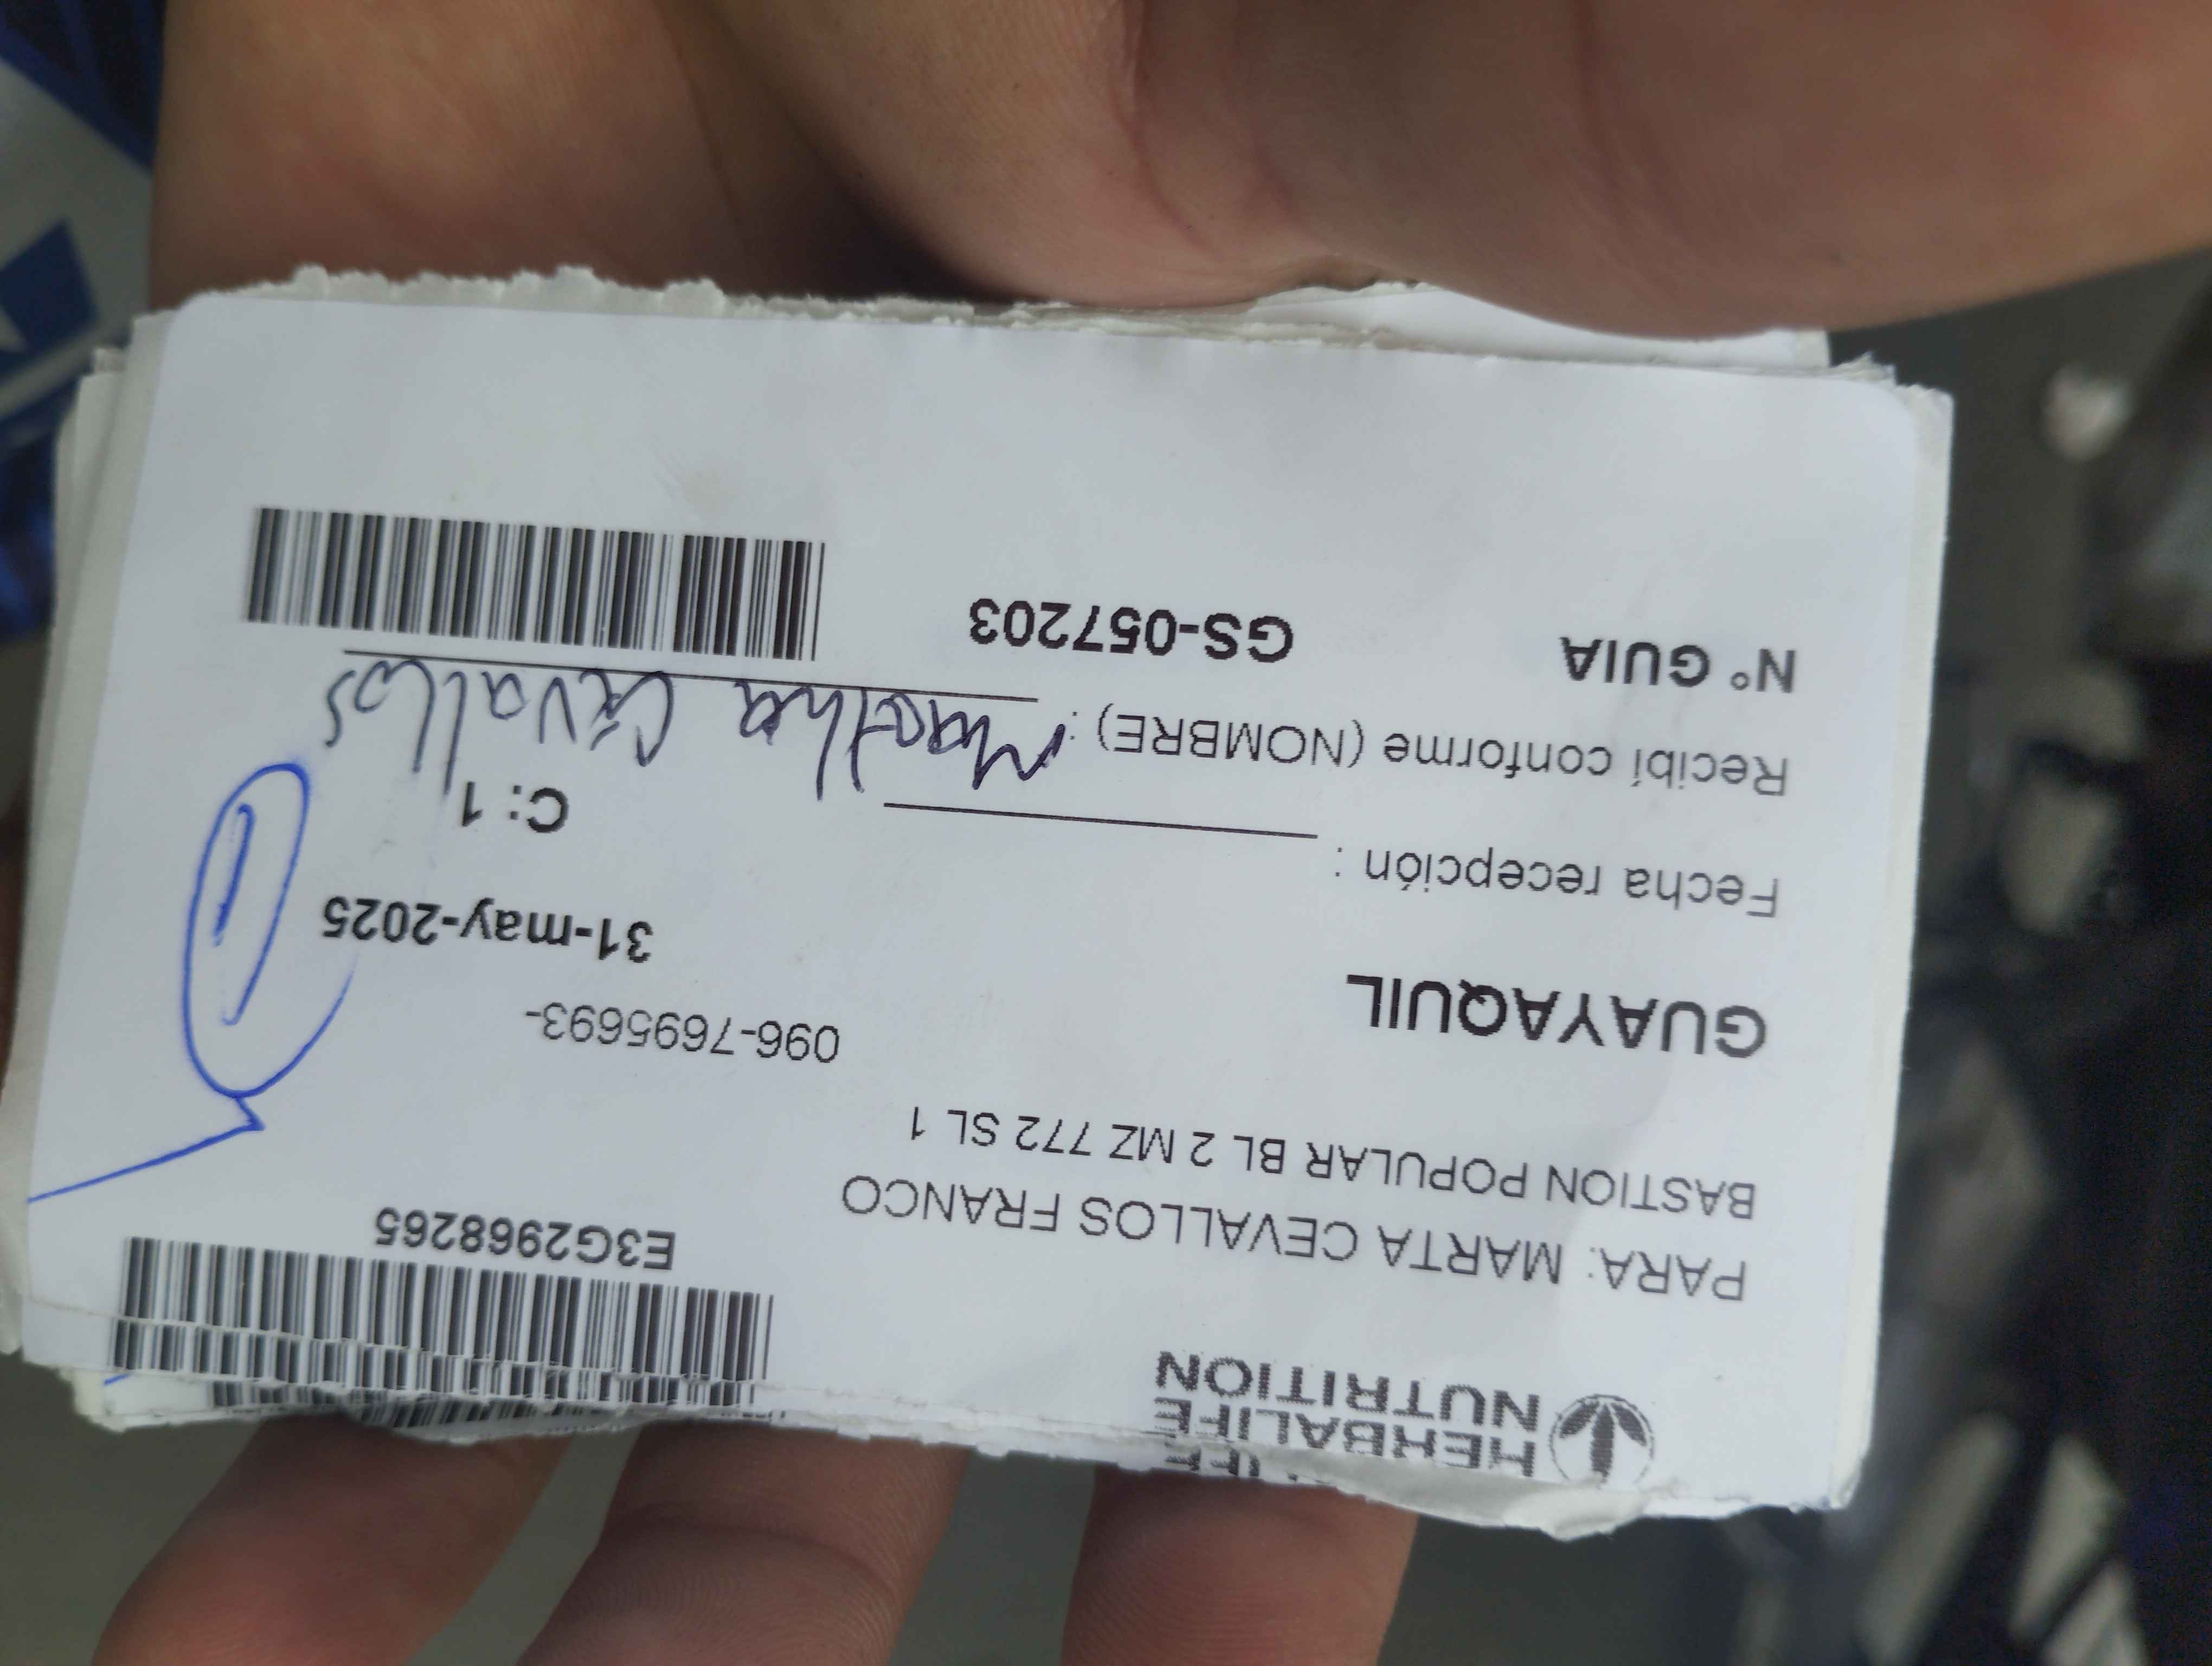 HERBALIFE
NUTRITION
E3G2968265
PARA: MARTA CEVALLOS FRANCO
BASTION POPULAR BL 2 MZ 772 SL 1
096-7695693-
GUAYAQUIL
31-may-2025
Fecha recepción :
C: 1
Recibí conforme (NOMBRE) : Martha Cevallos
N° GUIA GS-057203